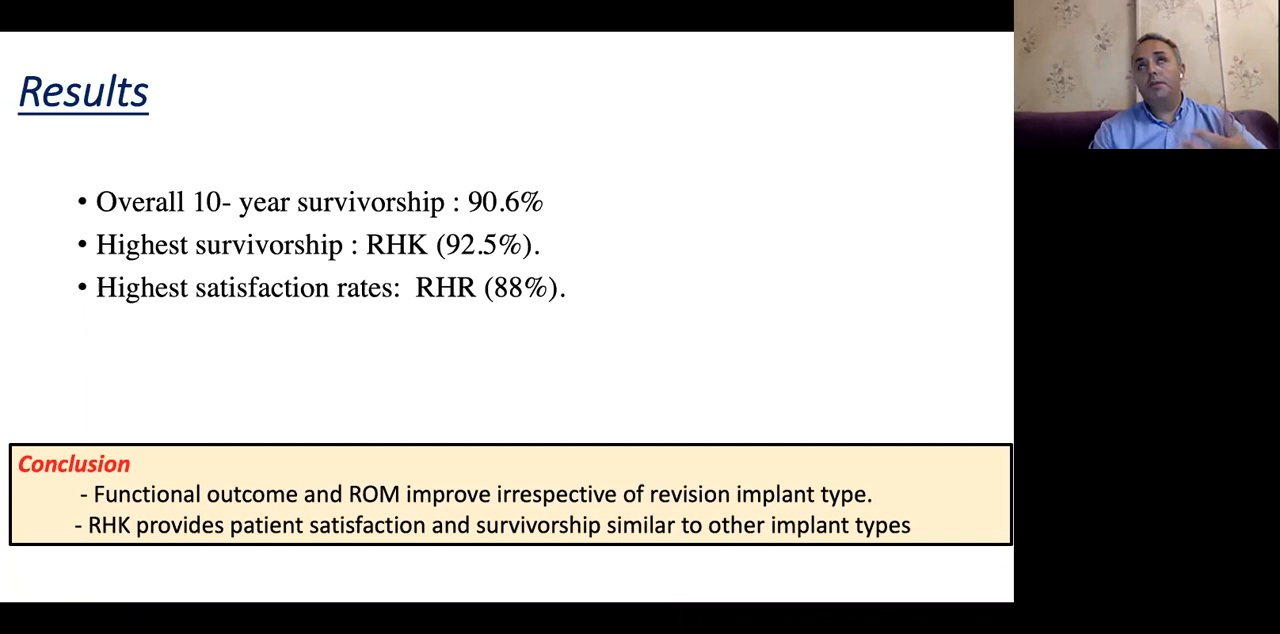 Results
• Overall 10- year survivorship : 90.6%
• Highest survivorship : RHK (92.5%).
• Highest satisfaction rates: RHR (88%).
Conclusion
- Functional outcome and ROM improve irrespective of revision implant type.
- RHK provides patient satisfaction and survivorship similar to other implant types